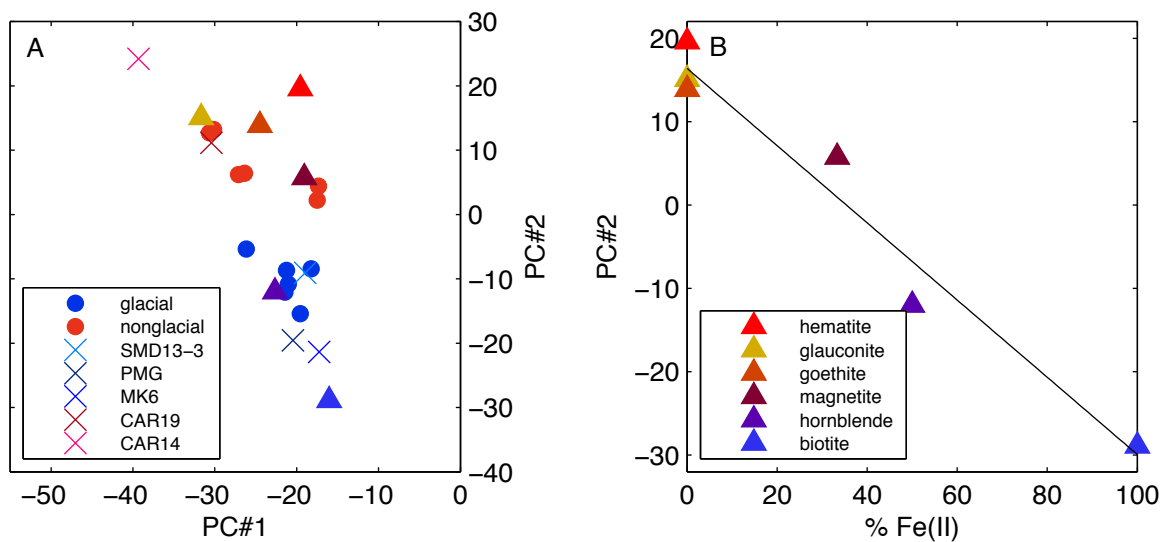 A
30
20
10
0
−10
−20
−30
−40
PC#2
−50 −40 −30 −20 −10 0
PC#1
glacial
nonglacial
SMD13−3
PMG
MK6
CAR19
CAR14
B
20
10
0
−10
−20
−30
PC#2
0 20 40 60 80 100
% Fe(II)
hematite
glauconite
goethite
magnetite
hornblende
biotite